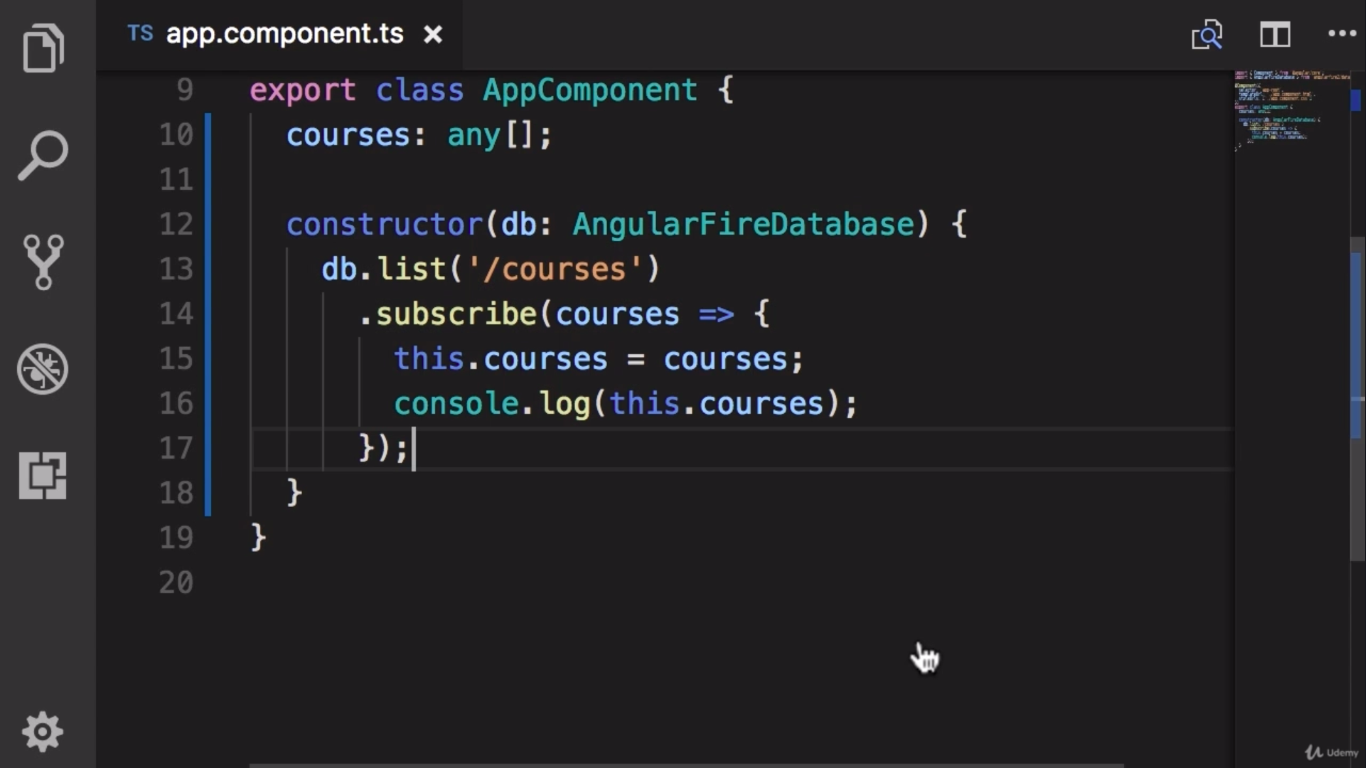 TS app.component.ts
9 export class AppComponent {
10 courses: any[];
11
12 constructor(db: AngularFireDatabase) {
13 db.list('/courses')
14 .subscribe(courses => {
15 this.courses = courses;
16 console.log(this.courses);
17 });
18 }
19 }
20
Udemy